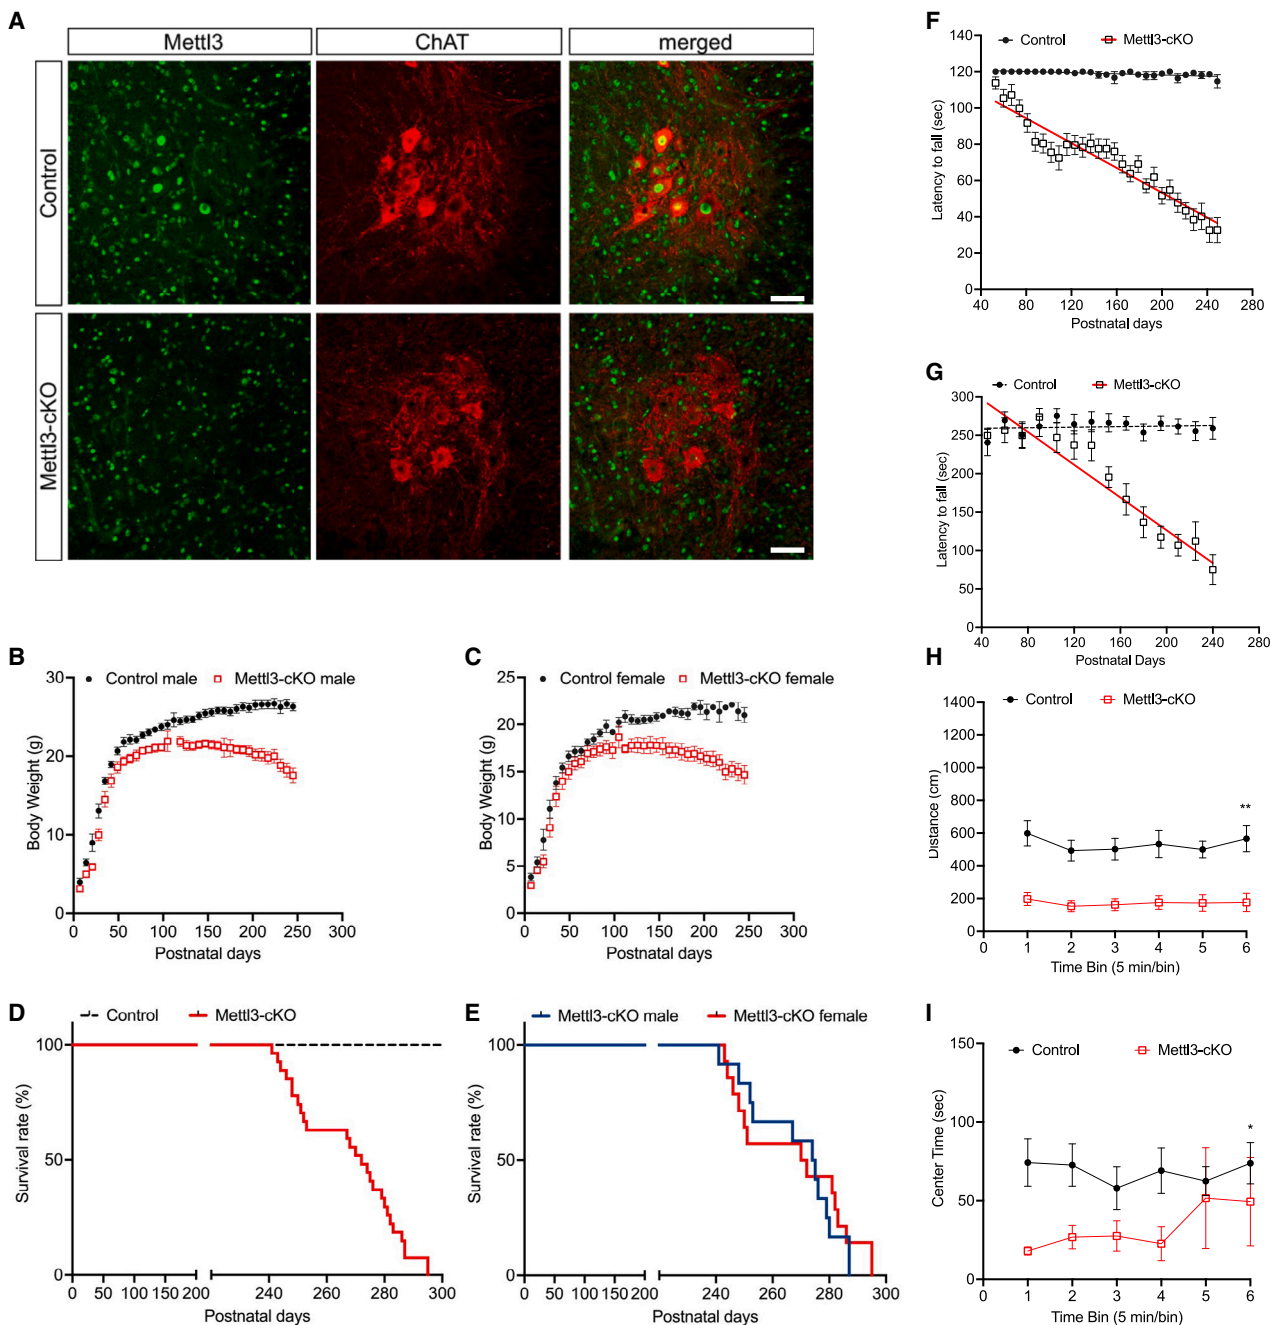 A
Mettl3
ChAT
merged
Control
Mettl3-cKO
B
Control male
Mettl3-cKO male
30
20
10
0
Body Weight (g)
0
50
100
150
200
250
300
Postnatal days
C
Control female
Mettl3-cKO female
25
20
15
10
5
0
Body Weight (g)
0
50
100
150
200
250
300
Postnatal days
D
Control
Mettl3-cKO
100
50
0
Survival rate (%)
0
50
100
150
200
240
260
280
300
Postnatal days
E
Mettl3-cKO male
Mettl3-cKO female
100
50
0
Survival rate (%)
0
50
100
150
200
240
260
280
300
Postnatal days
F
Control
Mettl3-cKO
140
120
100
80
60
40
20
0
Latency to fall (sec)
40
80
120
160
200
240
280
Postnatal days
G
Control
Mettl3-cKO
300
250
200
150
100
50
0
Latency to fall (sec)
40
80
120
160
200
240
280
Postnatal Days
H
Control
Mettl3-cKO
1400
1200
1000
800
600
400
200
0
Distance (cm)
**
0
1
2
3
4
5
6
Time Bin (5 min/bin)
I
Control
Mettl3-cKO
150
100
50
0
Center Time (sec)
*
0
1
2
3
4
5
6
Time Bin (5 min/bin)